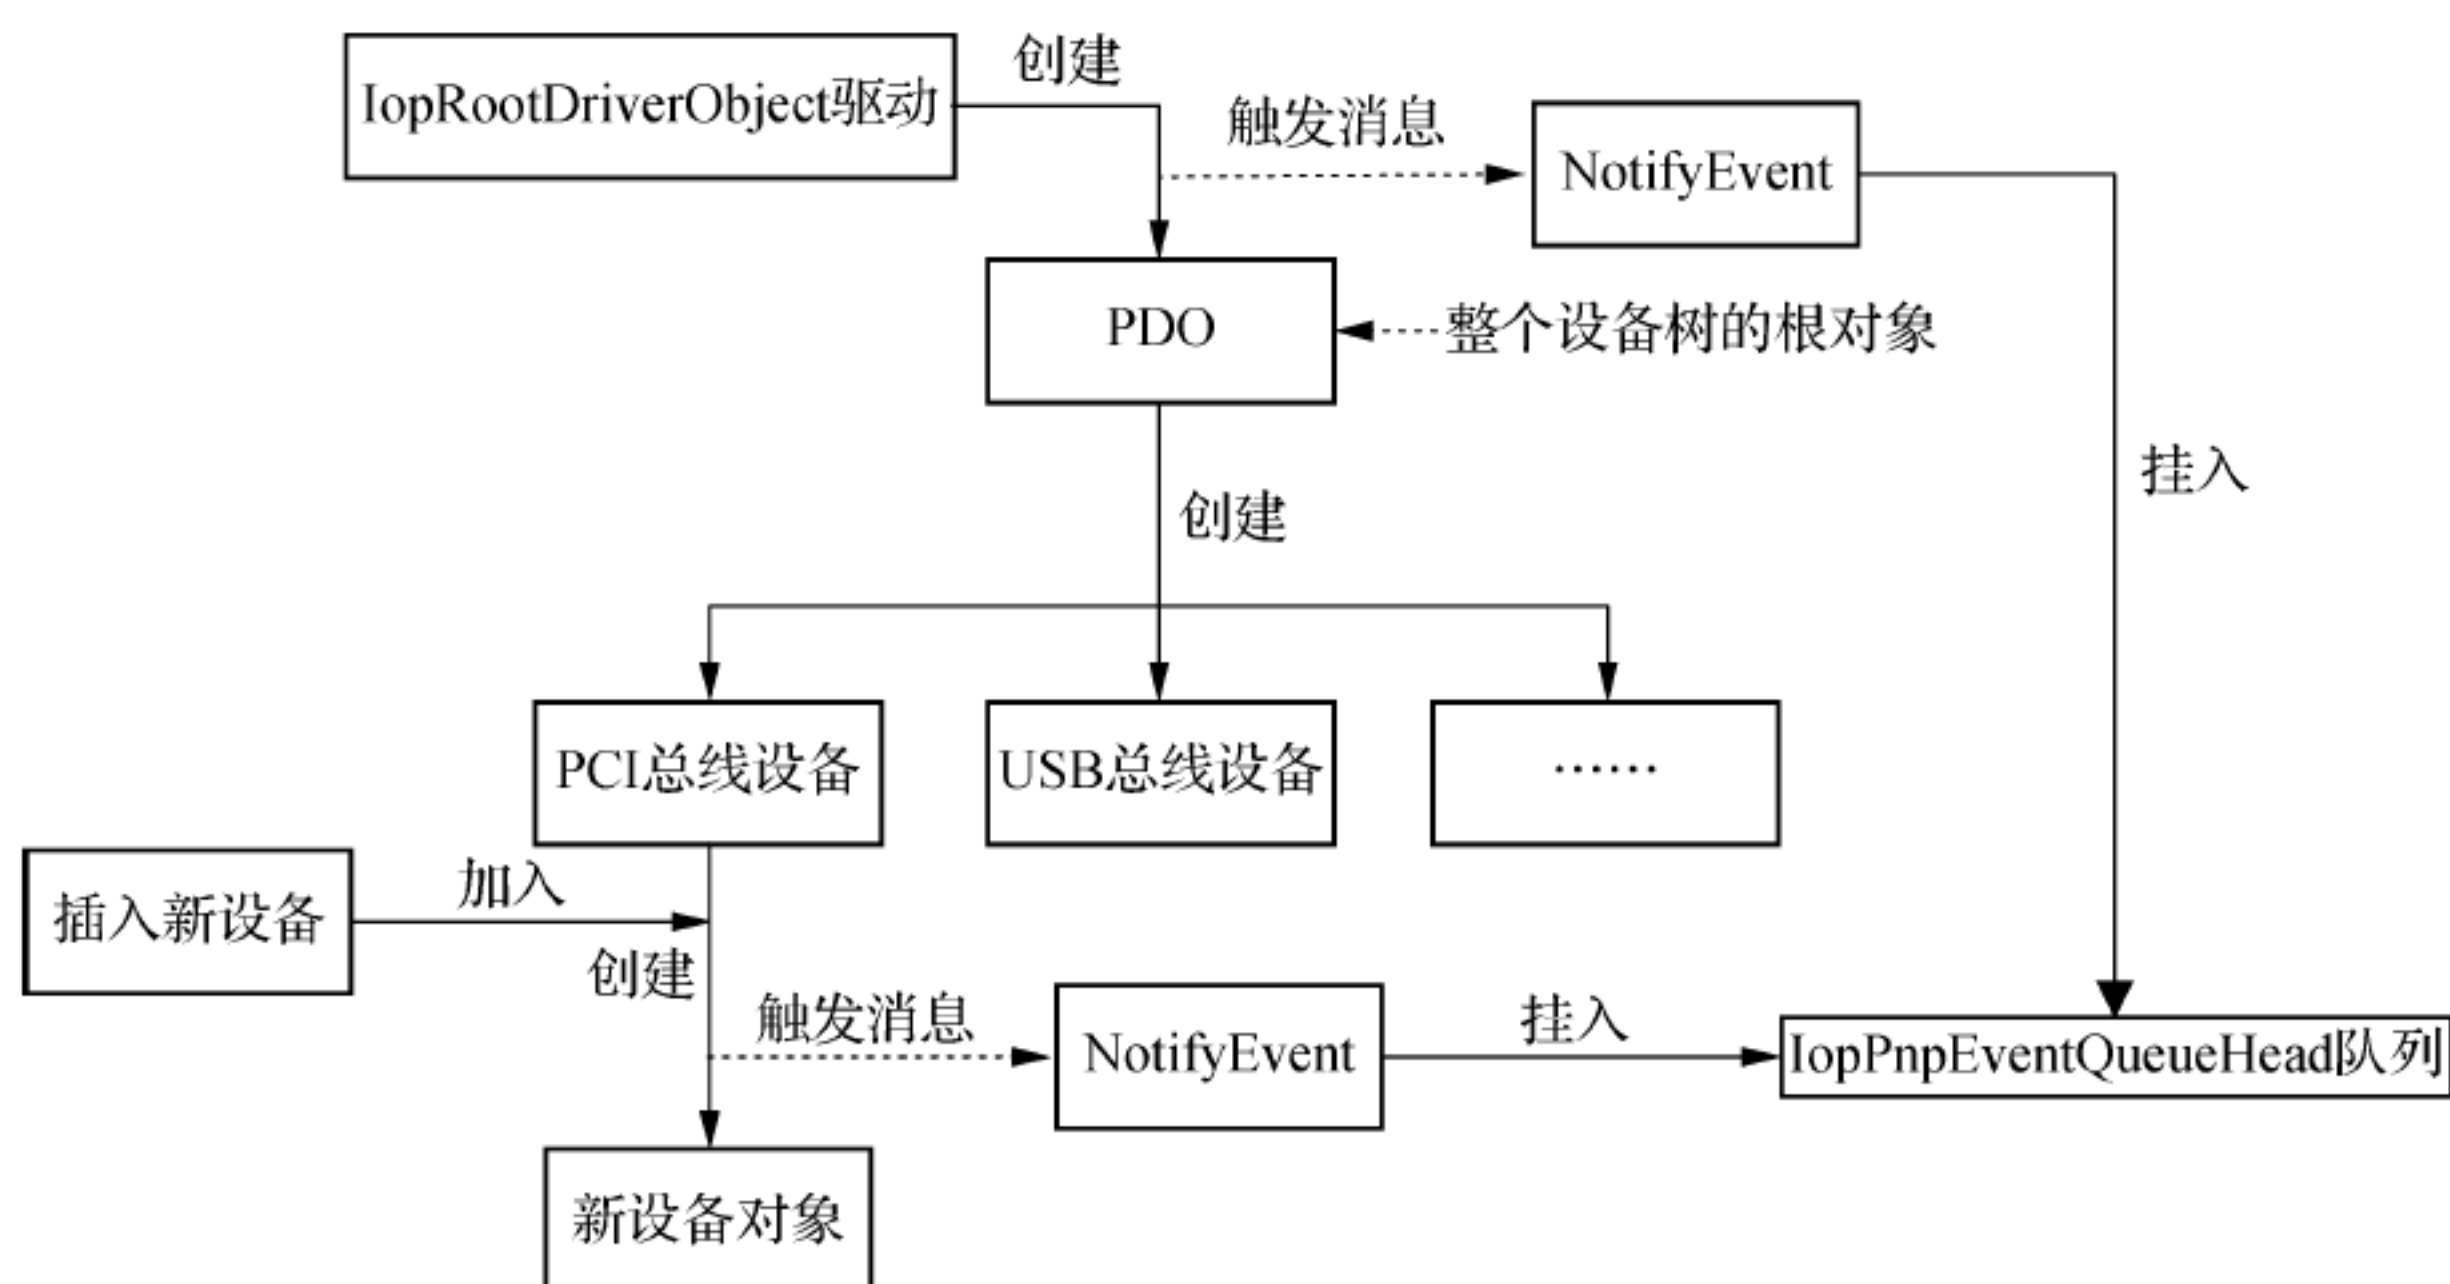 创建
IopRootDriverObject驱动
触发消息
NotifyEvent
PDO
整个设备树的根对象
挂入
创建
PCI总线设备
USB总线设备
……
加入
插入新设备
创建
触发消息
NotifyEvent
挂入
IopPnpEventQueueHead队列
新设备对象